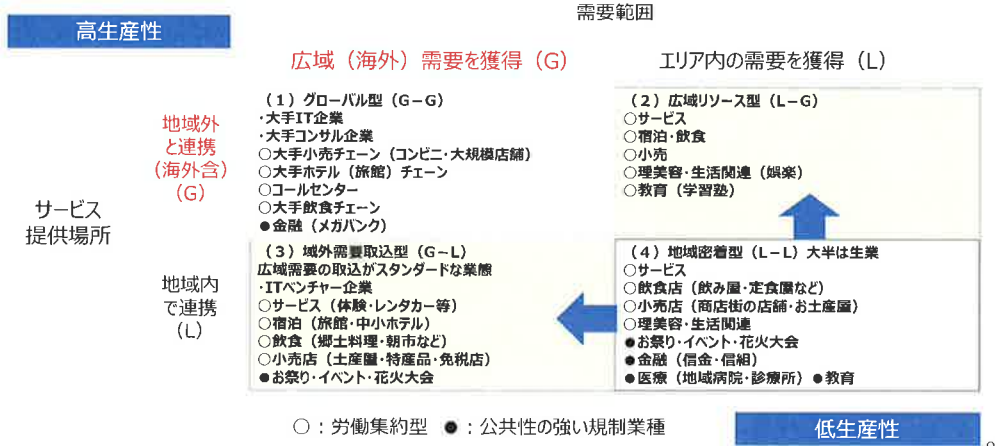 需要範囲
高生産性
広域（海外）需要を獲得（G）
エリア内の需要を獲得（L）
地域外
と連携
（海外含）
（G）
（1）グローバル型（G－G）
・大手IT企業
・大手コンサル企業
○大手小売チェーン（コンビニ・大規模店舗）
○大手ホテル（旅館）チェーン
○コールセンター
○大手飲食チェーン
●金融（メガバンク）
（2）広域リソース型（L－G）
○サービス
○宿泊・飲食
○小売
○理美容・生活関連（娯楽）
○教育（学習塾）
サービス
提供場所
地域内
で連携
（L）
（3）域外需要取込型（G－L）
広域需要の取込がスタンダードな業態
・ITベンチャー企業
○サービス（体験・レンタカー等）
○宿泊（旅館・中小ホテル）
○飲食（郷土料理・朝市など）
○小売店（土産屋・特産品・免税店）
●お祭り・イベント・花火大会
（4）地域密着型（L－L）大半は生業
○サービス
○飲食店（飲み屋・定食屋など）
○小売店（商店街の店舗・お土産屋）
○理美容・生活関連
●お祭り・イベント・花火大会
●金融（信金・信組）
●医療（地域病院・診療所）●教育
○：労働集約型 ●：公共性の強い規制業種
低生産性